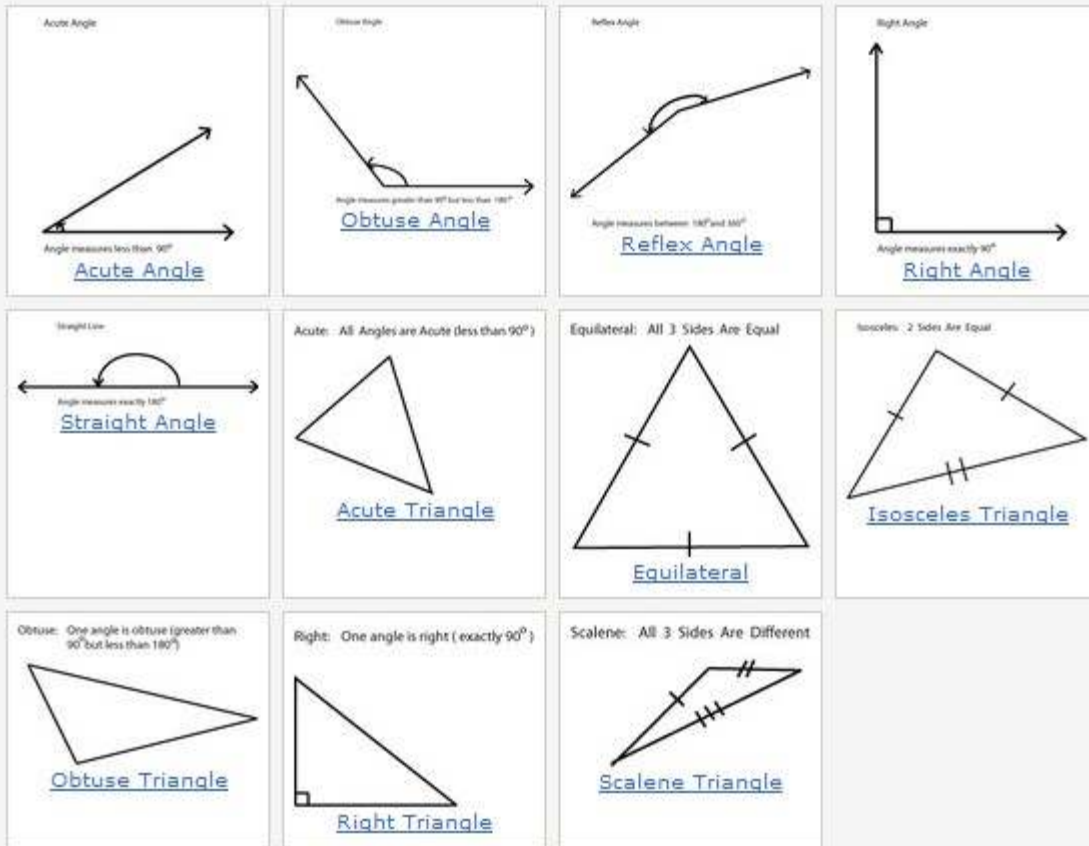 Acute Angle
Angle measures less than 90°
Acute Angle
Obtuse Angle
Angle measures greater than 90° but less than 180°
Obtuse Angle
Reflex Angle
Angle measures between 180° and 360°
Reflex Angle
Right Angle
Angle measures exactly 90°
Right Angle
Straight Line
Angle measures exactly 180°
Straight Angle
Acute: All Angles are Acute (less than 90°)
Acute Triangle
Equilateral: All 3 Sides Are Equal
Equilateral
Isosceles: 2 Sides Are Equal
Isosceles Triangle
Obtuse: One angle is obtuse (greater than
90° but less than 180°)
Obtuse Triangle
Right: One angle is right ( exactly 90°)
Right Triangle
Scalene: All 3 Sides Are Different
Scalene Triangle